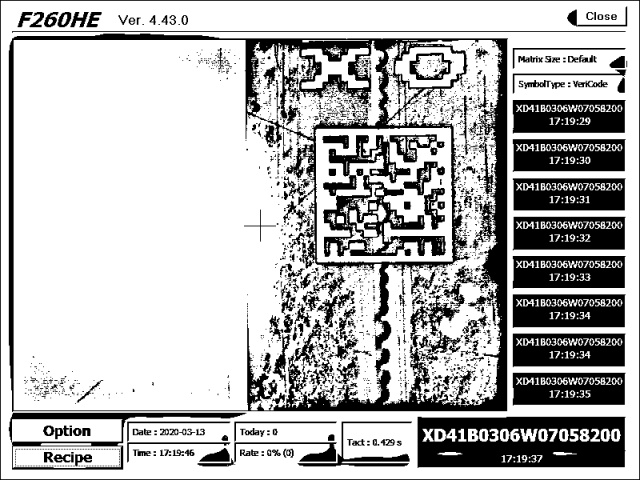 F260HE Ver. 4.43.0
Close
Matrix Size : Default
SymbolType : VeriCode
XD41B0306W07058200
17:19:29
XD41B0306W07058200
17:19:30
XD41B0306W07058200
17:19:31
XD41B0306W07058200
17:19:32
XD41B0306W07058200
17:19:33
XD41B0306W07058200
17:19:34
XD41B0306W07058200
17:19:34
XD41B0306W07058200
17:19:35
Option
Recipe
Date : 2020-03-13
Time : 17:19:46
Today : 0
Rate : 0% (0)
Tact : 0.429 s
XD41B0306W07058200
17:19:37